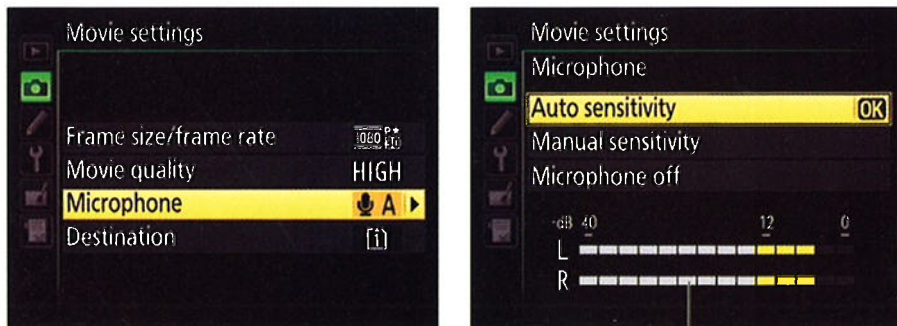 Movie settings
Frame size/frame rate
Movie quality HIGH
Microphone A
Destination
Movie settings
Microphone
Auto sensitivity OK
Manual sensitivity
Microphone off
-dB 40 12 0
L
R